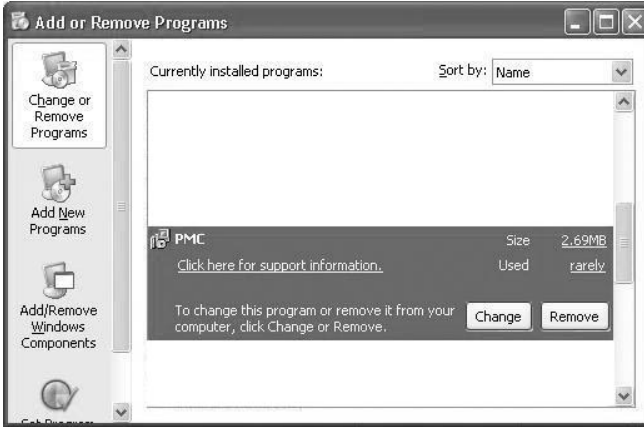 Add or Remove Programs
Change or
Remove
Programs
Add New
Programs
Add/Remove
Windows
Components
Currently installed programs:
Sort by: Name
PMC
Size 2.69MB
Click here for support information.
Used rarely
To change this program or remove it from your
computer, click Change or Remove.
Change Remove